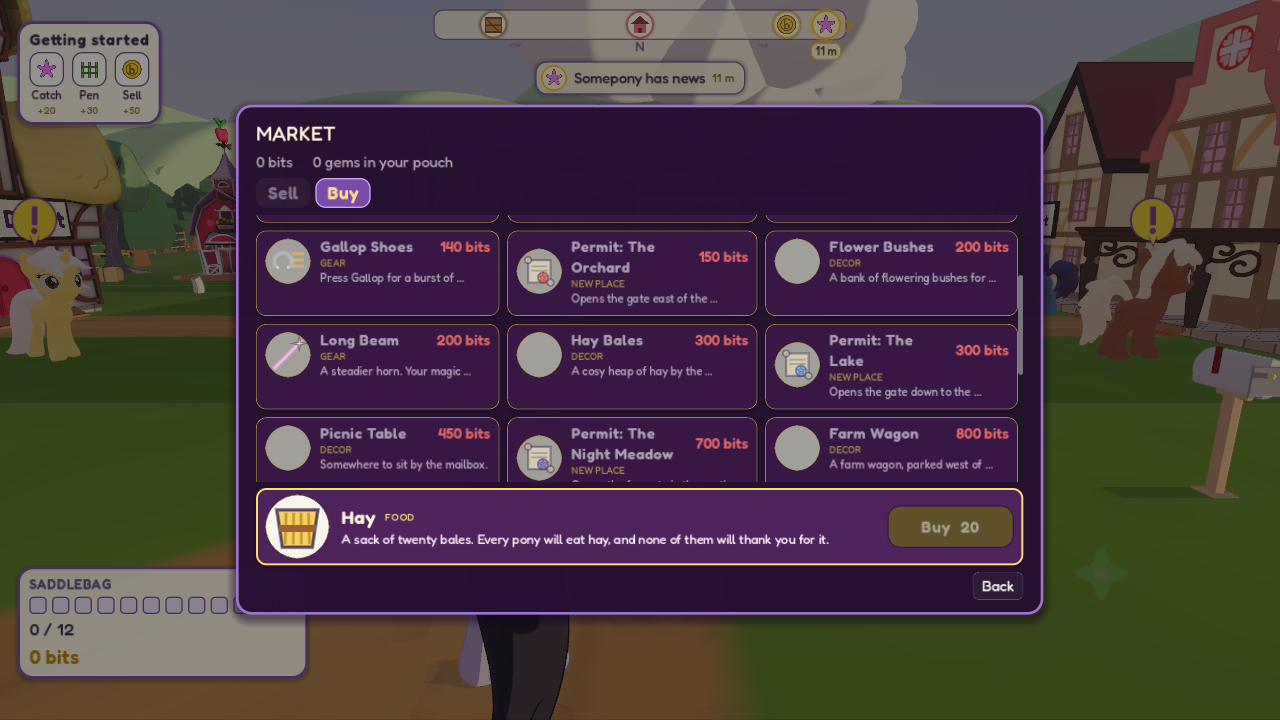 Getting started
Catch Pen Sell
+20 +30 +50
N
11 m
Somepony has news 11 m
MARKET
0 bits 0 gems in your pouch
Sell Buy
Gallop Shoes 140 bits
GEAR
Press Gallop for a burst of ...
Permit: The Orchard 150 bits
NEW PLACE
Opens the gate east of the ...
Flower Bushes 200 bits
DECOR
A bank of flowering bushes for ...
Long Beam 200 bits
GEAR
A steadier horn. Your magic ...
Hay Bales 300 bits
DECOR
A cosy heap of hay by the ...
Permit: The Lake 300 bits
NEW PLACE
Opens the gate down to the ...
Picnic Table 450 bits
DECOR
Somewhere to sit by the mailbox.
Permit: The Night Meadow 700 bits
NEW PLACE
Farm Wagon 800 bits
DECOR
A farm wagon, parked west of ...
Hay FOOD
A sack of twenty bales. Every pony will eat hay, and none of them will thank you for it.
Buy 20
Back
SADDLEBAG
0 / 12
0 bits